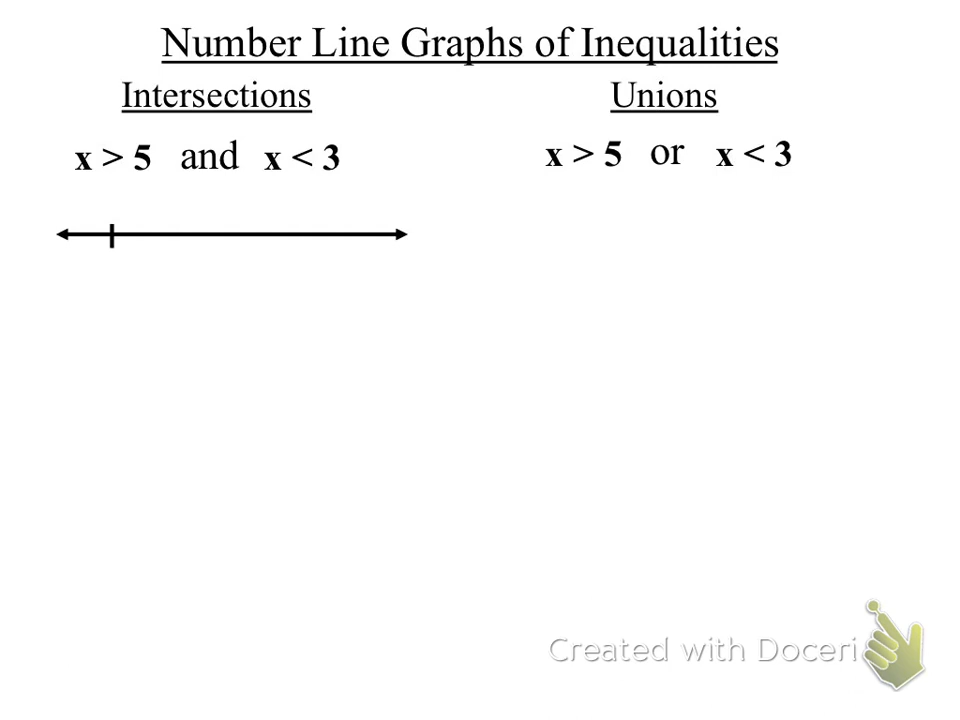 Number Line Graphs of Inequalities
Intersections
x > 5 and x < 3
Unions
x > 5 or x < 3
Created with Doceri